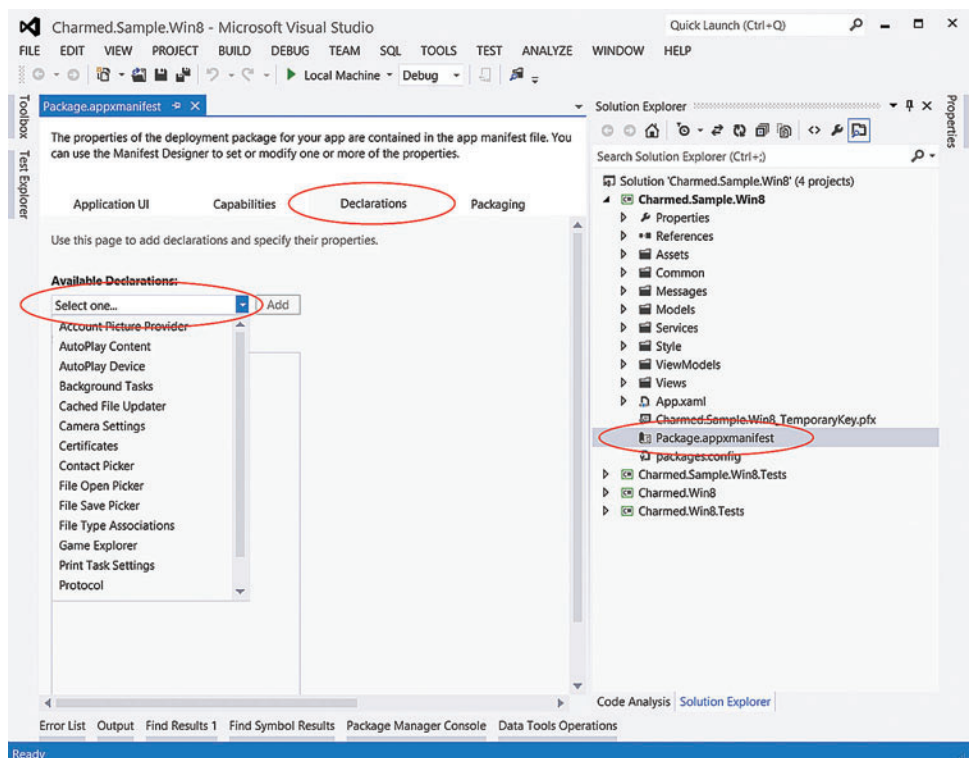 Charmed.Sample.Win8 - Microsoft Visual Studio
Quick Launch (Ctrl+Q)
FILE EDIT VIEW PROJECT BUILD DEBUG TEAM SQL TOOLS TEST ANALYZE WINDOW HELP
Local Machine Debug
Toolbox
Test Explorer
Package.appxmanifest
The properties of the deployment package for your app are contained in the app manifest file. You
can use the Manifest Designer to set or modify one or more of the properties.
Application UI Capabilities Declarations Packaging
Use this page to add declarations and specify their properties.
Available Declarations:
Select one... Add
Account Picture Provider
AutoPlay Content
AutoPlay Device
Background Tasks
Cached File Updater
Camera Settings
Certificates
Contact Picker
File Open Picker
File Save Picker
File Type Associations
Game Explorer
Print Task Settings
Protocol
Solution Explorer
Search Solution Explorer (Ctrl+;)
Solution 'Charmed.Sample.Win8' (4 projects)
Charmed.Sample.Win8
Properties
References
Assets
Common
Messages
Models
Services
Style
ViewModels
Views
App.xaml
Charmed.Sample.Win8_TemporaryKey.pfx
Package.appxmanifest
packages.config
Charmed.Sample.Win8.Tests
Charmed.Win8
Charmed.Win8.Tests
Code Analysis Solution Explorer
Properties
Error List Output Find Results 1 Find Symbol Results Package Manager Console Data Tools Operations
Ready